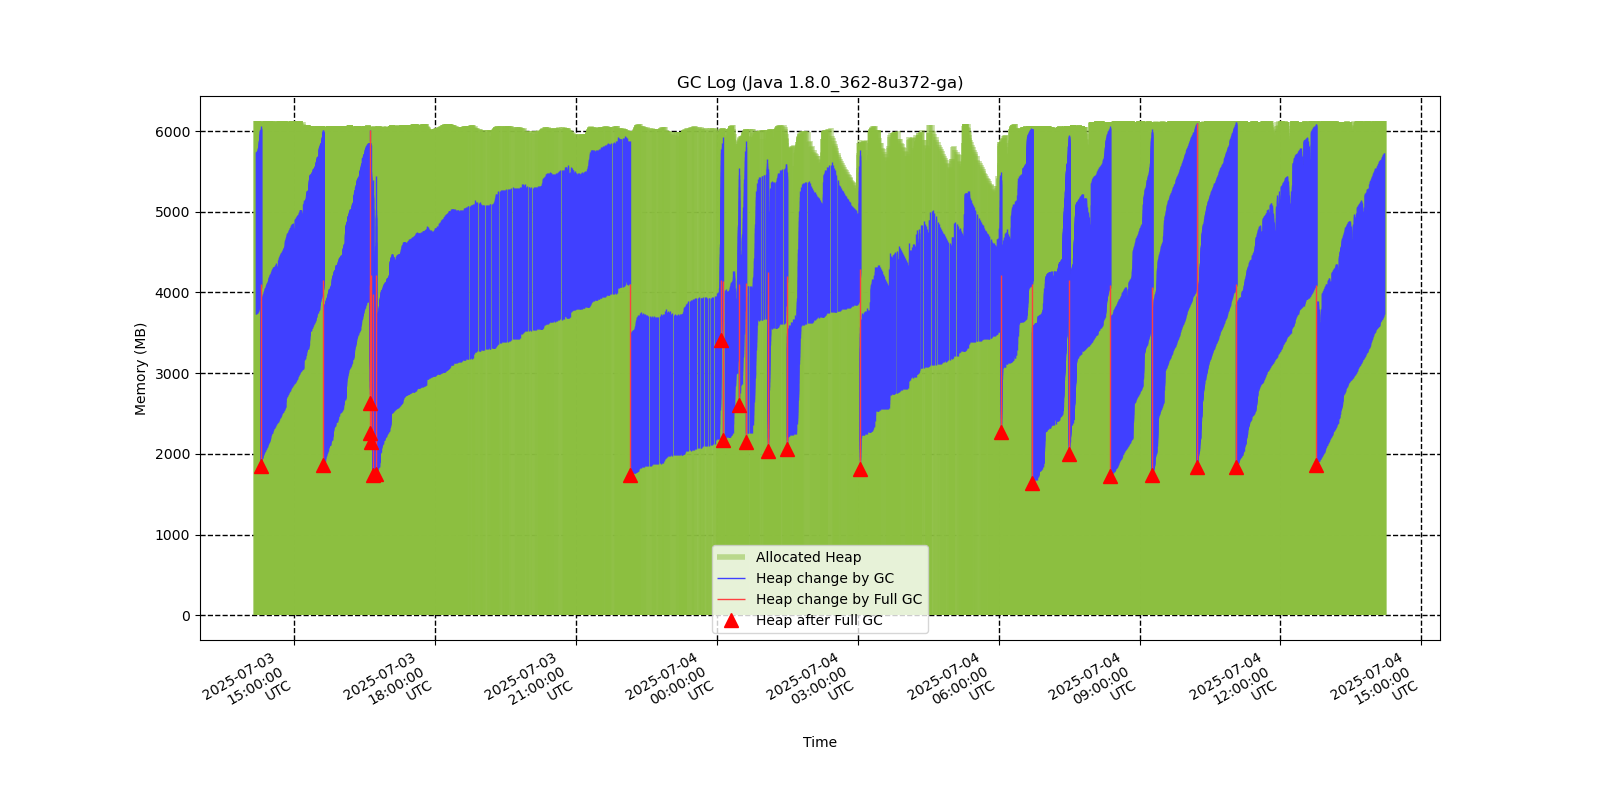 GC Log (Java 1.8.0_362-8u372-ga)
Memory (MB)
6000
5000
4000
3000
2000
1000
0
Allocated Heap
Heap change by GC
Heap change by Full GC
Heap after Full GC
2025-07-03
15:00:00
UTC
2025-07-03
18:00:00
UTC
2025-07-03
21:00:00
UTC
2025-07-04
00:00:00
UTC
2025-07-04
03:00:00
UTC
2025-07-04
06:00:00
UTC
2025-07-04
09:00:00
UTC
2025-07-04
12:00:00
UTC
2025-07-04
15:00:00
UTC
Time